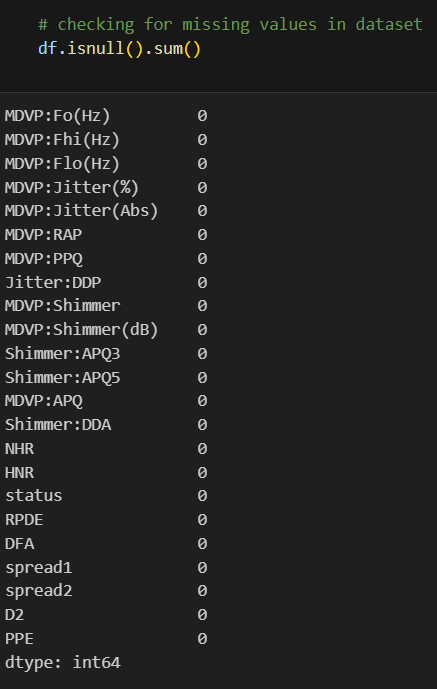 # checking for missing values in dataset
df.isnull().sum()
MDVP:Fo(Hz) 0
MDVP:Fhi(Hz) 0
MDVP:Flo(Hz) 0
MDVP:Jitter(%) 0
MDVP:Jitter(Abs) 0
MDVP:RAP 0
MDVP:PPQ 0
Jitter:DDP 0
MDVP:Shimmer 0
MDVP:Shimmer(dB) 0
Shimmer:APQ3 0
Shimmer:APQ5 0
MDVP:APQ 0
Shimmer:DDA 0
NHR 0
HNR 0
status 0
RPDE 0
DFA 0
spread1 0
spread2 0
D2 0
PPE 0
dtype: int64